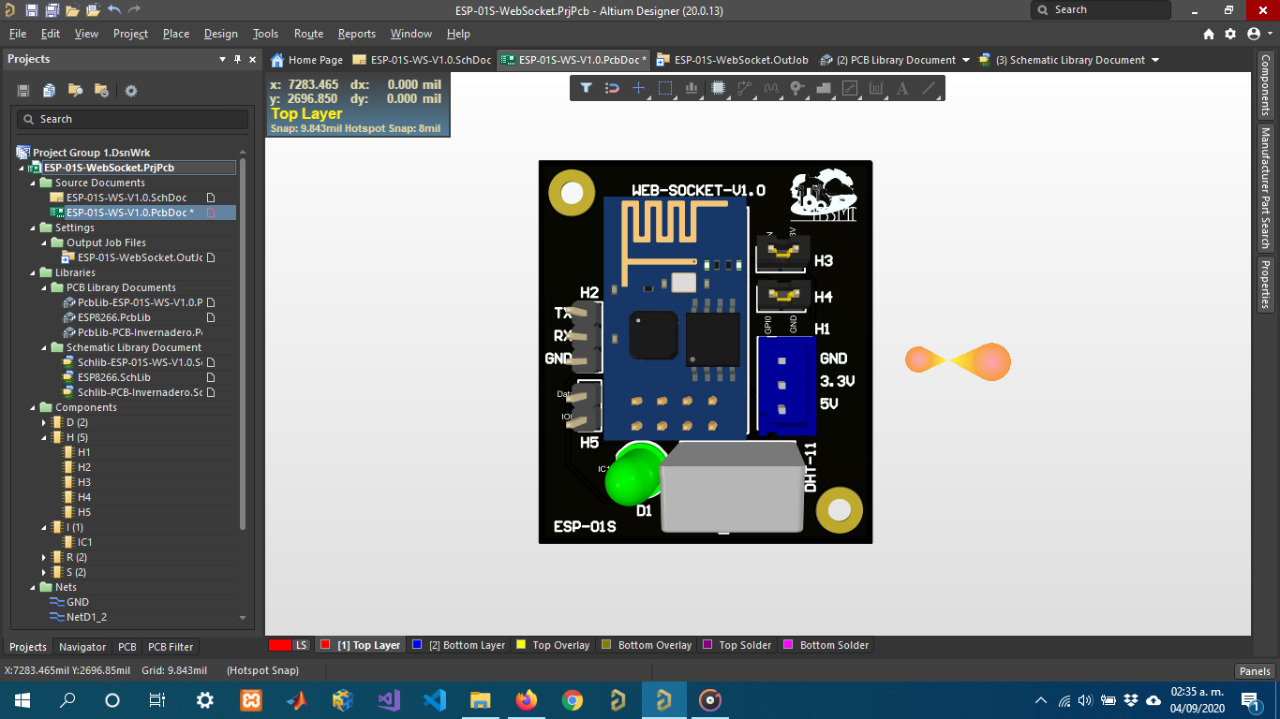 ESP-01S-WebSocket.PrjPcb - Altium Designer (20.0.13)
Search
File Edit View Project Place Design Tools Route Reports Window Help
Projects
Home Page ESP-01S-WS-V1.0.SchDoc ESP-01S-WS-V1.0.PcbDoc * ESP-01S-WebSocket.OutJob (2) PCB Library Document (3) Schematic Library Document
x: 7283.465 dx: 0.000 mil
y: 2696.850 dy: 0.000 mil
Top Layer
Snap: 9.843mil Hotspot Snap: 8mil
Search
Project Group 1.DsnWrk
ESP-01S-WebSocket.PrjPcb
Source Documents
ESP-01S-WS-V1.0.SchDoc
ESP-01S-WS-V1.0.PcbDoc *
Settings
Output Job Files
ESP-01S-WebSocket.OutJo
Libraries
PCB Library Documents
PcbLib-ESP-01S-WS-V1.0.P
ESP8266.PcbLib
PcbLib-PCB-Invernadero.Pc
Schematic Library Document
Schlib-ESP-01S-WS-V1.0.Sc
ESP8266.SchLib
Schlib-PCB-Invernadero.Sc
Components
D (2)
H (5)
H1
H2
H3
H4
H5
I (1)
IC1
R (2)
S (2)
Nets
GND
NetD1_2
WEB-SOCKET-V1.0
H3
H4
H2
GPI0
GND
H1
TX
RX
GND
GND
3.3V
5V
H5
DHT-11
D1
ESP-01S
Components
Manufacturer Part Search
Properties
Projects Navigator PCB PCB Filter
LS [1] Top Layer [2] Bottom Layer Top Overlay Bottom Overlay Top Solder Bottom Solder
X:7283.465mil Y:2696.85mil Grid: 9.843mil (Hotspot Snap)
Panels
02:35 a. m.
04/09/2020
1